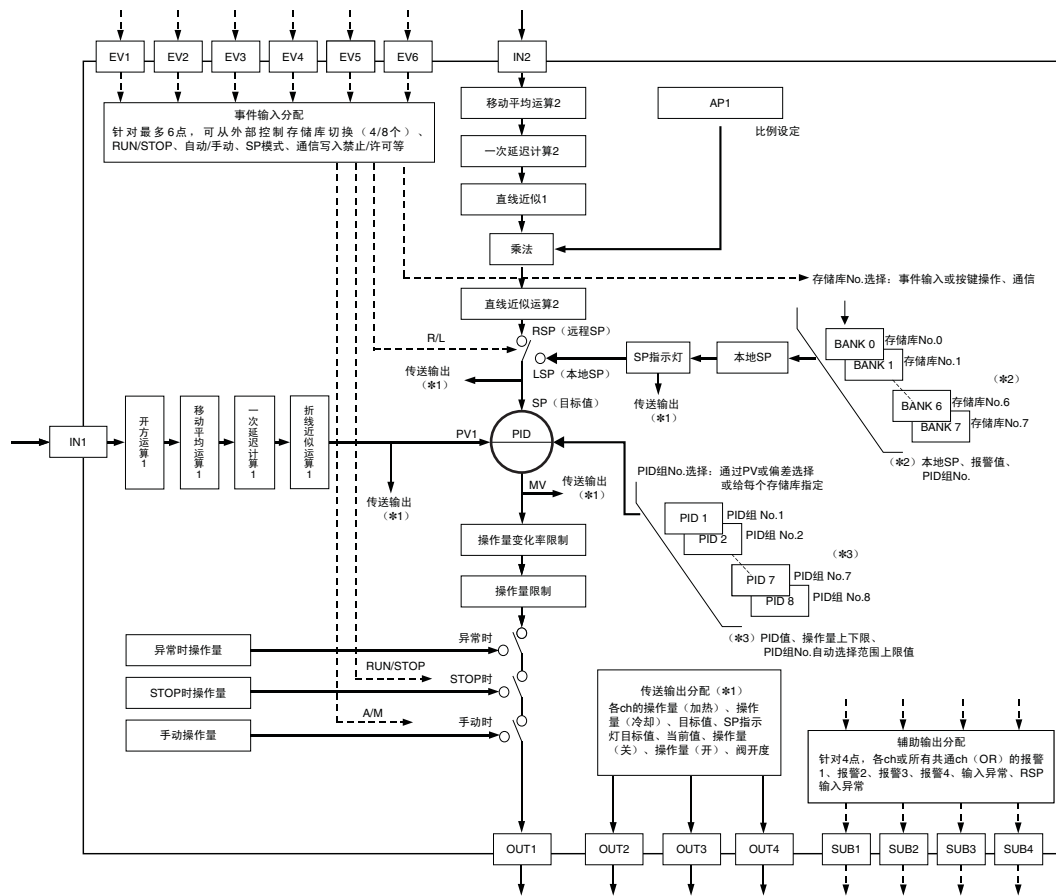 EV1
EV2
EV3
EV4
EV5
EV6
IN2
事件输入分配
针对最多6点，可从外部控制存储库切换（4/8个）、
RUN/STOP、自动/手动、SP模式、通信写入禁止/许可等
移动平均运算2
AP1
比例设定
一次延迟计算2
直线近似1
乘法
存储库No.选择：事件输入或按键操作、通信
直线近似运算2
RSP（远程SP）
R/L
LSP（本地SP）
SP指示灯
本地SP
BANK 0
存储库No.0
BANK 1
存储库No.1
（✽2）
BANK 6
存储库No.6
BANK 7
存储库No.7
（✽2）本地SP、报警值、
PID组No.
传送输出
（✽1）
传送输出
（✽1）
SP（目标值）
IN1
开方运算1
移动平均运算1
一次延迟计算1
折线近似运算1
PV1
PID
传送输出
（✽1）
MV
传送输出
（✽1）
PID组No.选择：通过PV或偏差选择
或给每个存储库指定
PID 1
PID组 No.1
PID 2
PID组 No.2
（✽3）
PID 7
PID组 No.7
PID 8
PID组 No.8
（✽3）PID值、操作量上下限、
PID组No.自动选择范围上限值
操作量变化率限制
操作量限制
异常时操作量
异常时
RUN/STOP
STOP时操作量
STOP时
A/M
手动操作量
手动时
传送输出分配（✽1）
各ch的操作量（加热）、操作
量（冷却）、目标值、SP指示
灯目标值、当前值、操作量
（关）、操作量（开）、阀开度
辅助输出分配
针对4点，各ch或所有共通ch（OR）的报警
1、报警2、报警3、报警4、输入异常、RSP
输入异常
OUT1
OUT2
OUT3
OUT4
SUB1
SUB2
SUB3
SUB4